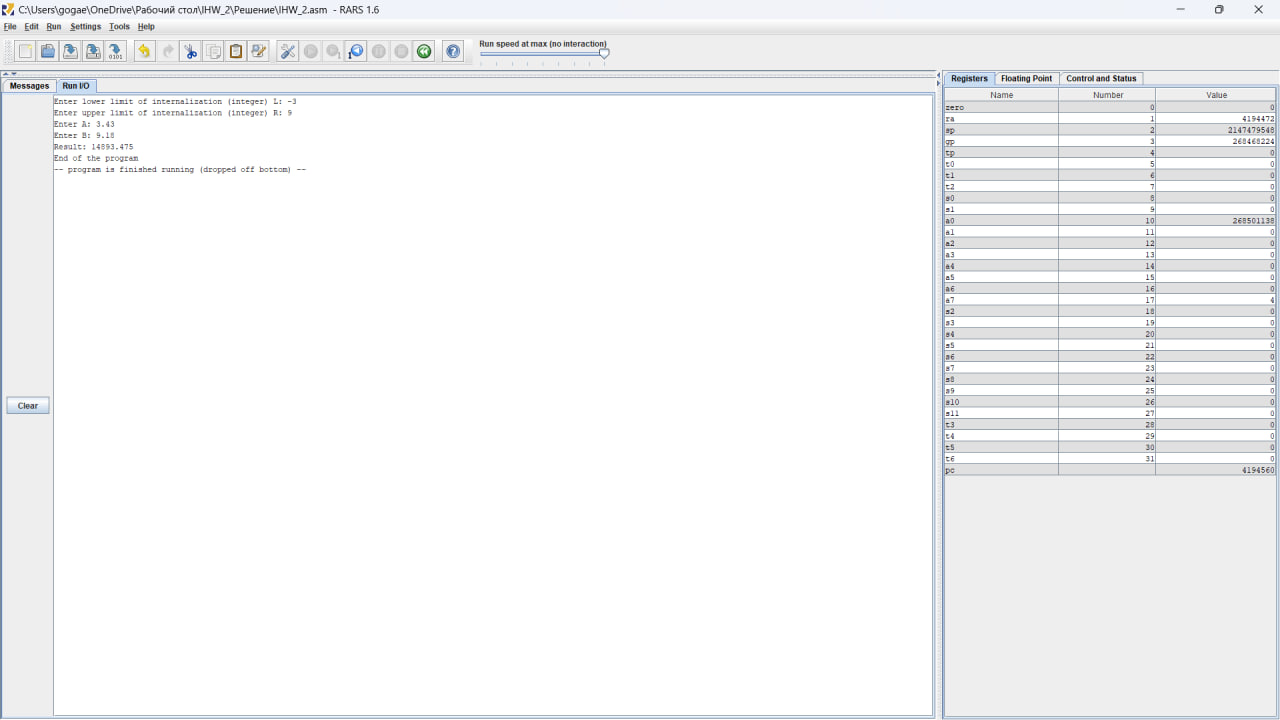 C:\Users\gogae\OneDrive\Рабочий стол\IHW_2\Решение\IHW_2.asm - RARS 1.6
File Edit Run Settings Tools Help
Run speed at max (no interaction)
Messages Run I/O
Enter lower limit of internalization (integer) L: -3
Enter upper limit of internalization (integer) R: 9
Enter A: 3.43
Enter B: 9.18
Result: 14893.475
End of the program
-- program is finished running (dropped off bottom) --
Clear
Registers Floating Point Control and Status
Name Number Value
zero 0 0
ra 1 4194472
sp 2 2147479548
gp 3 268468224
tp 4 0
t0 5 0
t1 6 0
t2 7 0
s0 8 0
s1 9 0
a0 10 268501138
a1 11 0
a2 12 0
a3 13 0
a4 14 0
a5 15 0
a6 16 0
a7 17 4
s2 18 0
s3 19 0
s4 20 0
s5 21 0
s6 22 0
s7 23 0
s8 24 0
s9 25 0
s10 26 0
s11 27 0
t3 28 0
t4 29 0
t5 30 0
t6 31 0
pc 4194560